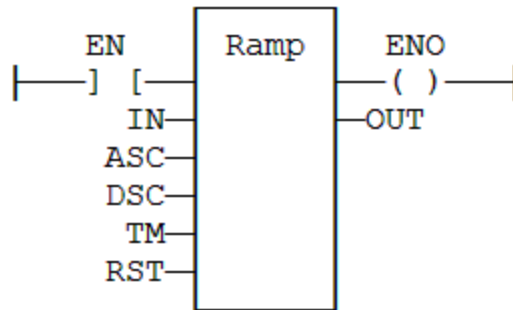 EN Ramp ENO
] [ ( )
IN OUT
ASC
DSC
TM
RST